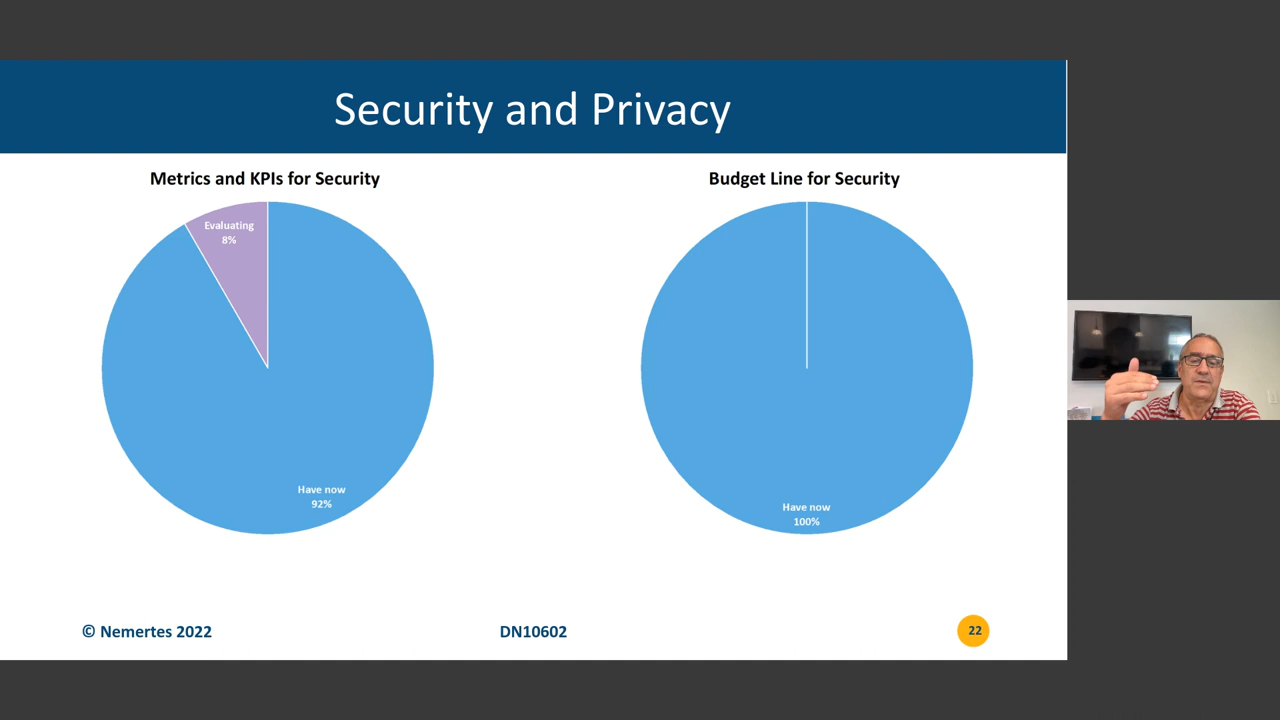 Security and Privacy
Metrics and KPIs for Security
Evaluating
8%
Have now
92%
Budget Line for Security
Have now
100%
© Nemertes 2022
DN10602
22